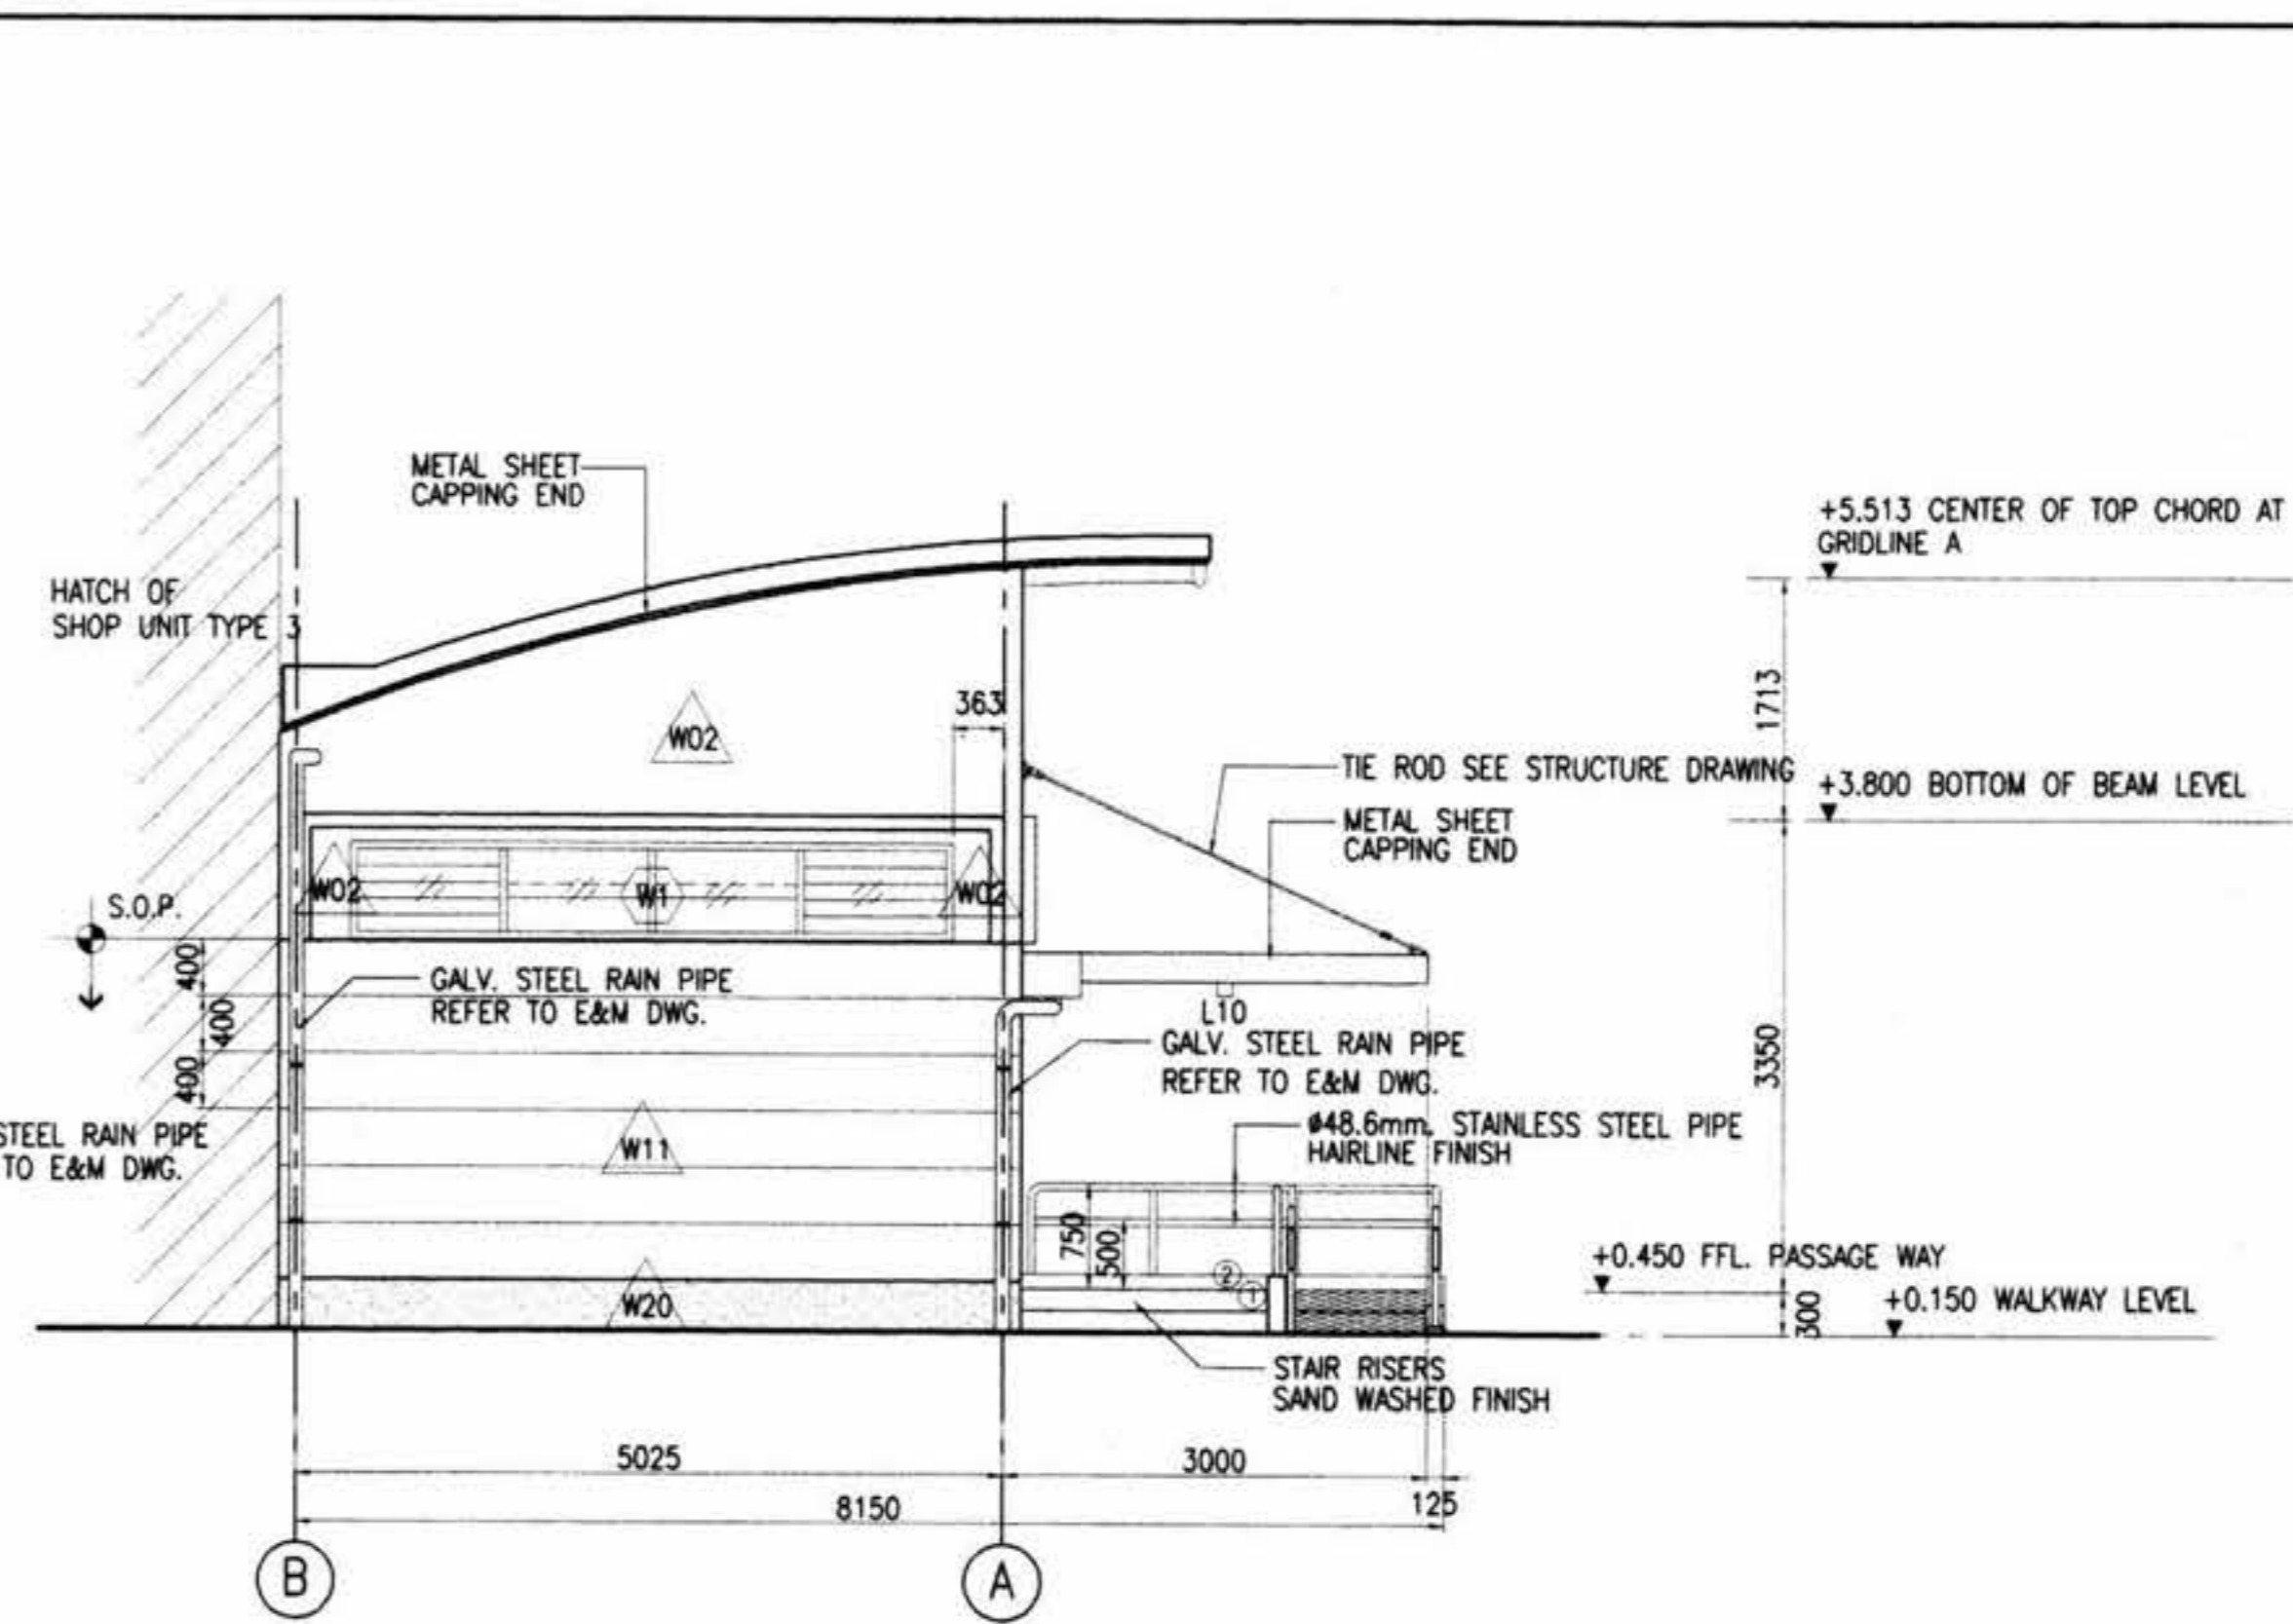 METAL SHEET
CAPPING END
+5.513 CENTER OF TOP CHORD AT
GRIDLINE A
HATCH OF
SHOP UNIT TYPE 3
W02
363
1713
TIE ROD SEE STRUCTURE DRAWING
+3.800 BOTTOM OF BEAM LEVEL
METAL SHEET
CAPPING END
W02
W1
W02
S.O.P.
400
400
400
GALV. STEEL RAIN PIPE
REFER TO E&M DWG.
L10
GALV. STEEL RAIN PIPE
REFER TO E&M DWG.
3350
STEEL RAIN PIPE
TO E&M DWG.
W11
ø48.6mm. STAINLESS STEEL PIPE
HAIRLINE FINISH
750
500
2
1
+0.450 FFL. PASSAGE WAY
300
+0.150 WALKWAY LEVEL
W20
STAIR RISERS
SAND WASHED FINISH
5025
3000
8150
125
B
A